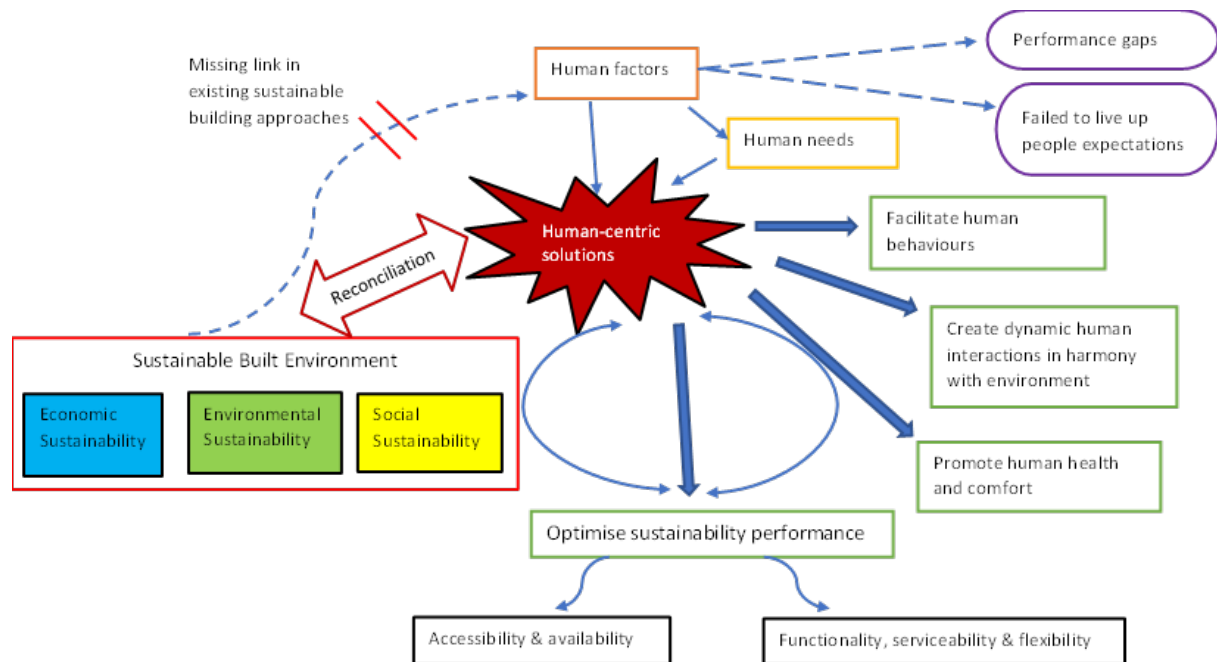 Performance gaps
Missing link in
existing sustainable
building approaches
Human factors
Failed to live up
people expectations
Human needs
Facilitate human
behaviours
Human-centric
solutions
Reconciliation
Create dynamic human
interactions in harmony
with environment
Sustainable Built Environment
Economic
Sustainability
Environmental
Sustainability
Social
Sustainability
Promote human health
and comfort
Optimise sustainability performance
Accessibility & availability
Functionality, serviceability & flexibility